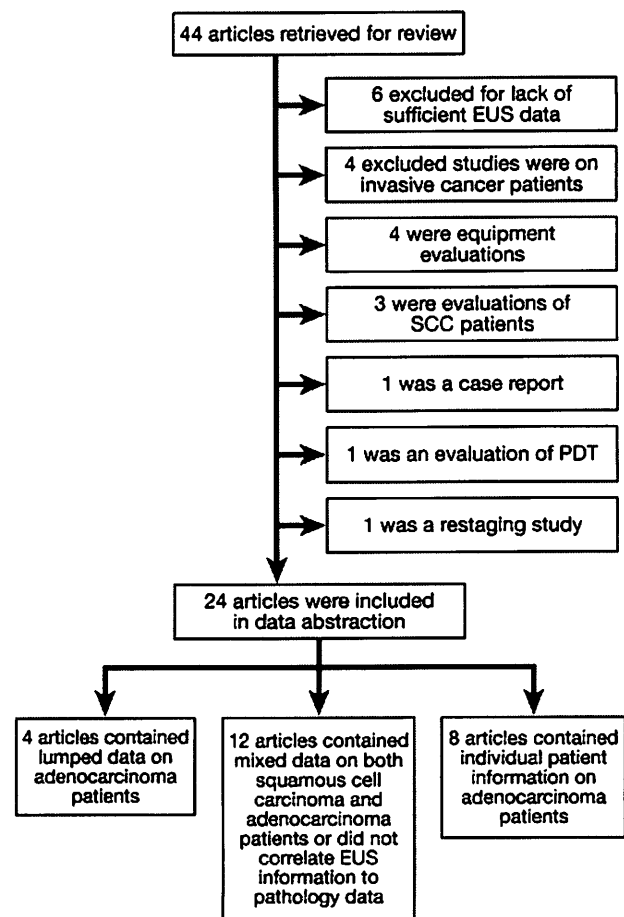 44 articles retrieved for review
6 excluded for lack of
sufficient EUS data
4 excluded studies were on
invasive cancer patients
4 were equipment
evaluations
3 were evaluations of
SCC patients
1 was a case report
1 was an evaluation of PDT
1 was a restaging study
24 articles were included
in data abstraction
4 articles contained
lumped data on
adenocarcinoma
patients
12 articles contained
mixed data on both
squamous cell
carcinoma and
adenocarcinoma
patients or did not
correlate EUS
information to
pathology data
8 articles contained
individual patient
information on
adenocarcinoma
patients